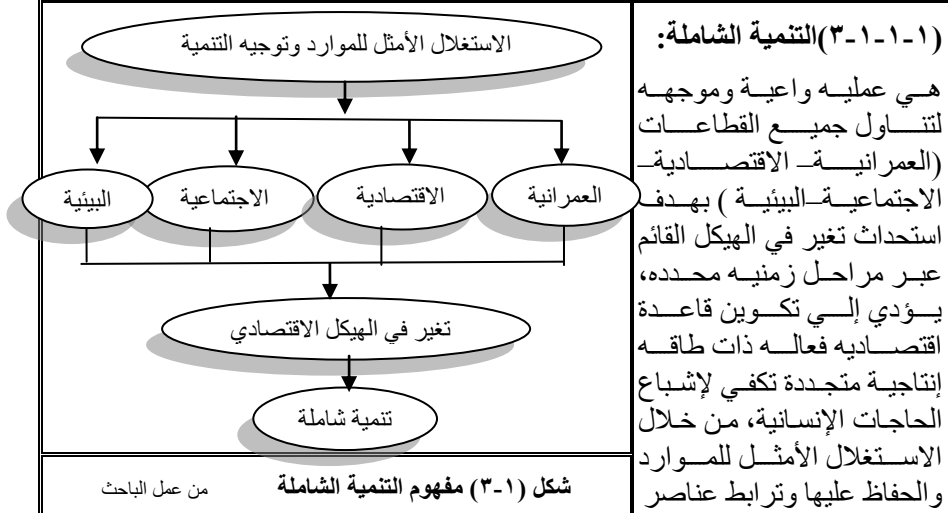 (١-١-١-٣)التنمية الشاملة:
هي عمليه واعية وموجهه
لتناول جميع القطاعات
(العمرانية– الاقتصادية–
الاجتماعية–البيئية ) بهدف
استحداث تغير في الهيكل القائم
عبر مراحل زمنيه محدده،
يؤدي إلي تكوين قاعدة
اقتصاديه فعاله ذات طاقه
إنتاجية متجددة تكفي لإشباع
الحاجات الإنسانية، من خلال
الاستغلال الأمثل للموارد
والحفاظ عليها وترابط عناصر
الاستغلال الأمثل للموارد وتوجيه التنمية
العمرانية الاقتصادية الاجتماعية البيئية
تغير في الهيكل الاقتصادي
تنمية شاملة
شكل (١-٣) مفهوم التنمية الشاملة من عمل الباحث